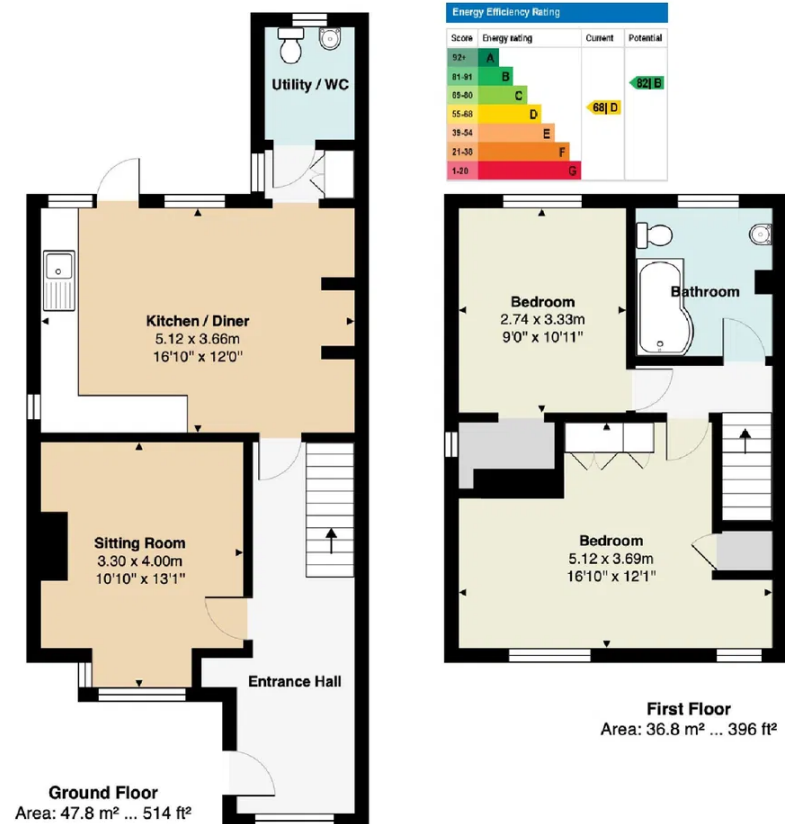 Energy Efficiency Rating
Score Energy rating Current Potential
92+ A
81-91 B
69-80 C
55-68 D
39-54 E
21-38 F
1-20 G
68| D
82| B
Utility / WC
Kitchen / Diner
5.12 x 3.66m
16'10" x 12'0"
Sitting Room
3.30 x 4.00m
10'10" x 13'1"
Entrance Hall
Ground Floor
Area: 47.8 m² ... 514 ft²
Bedroom
2.74 x 3.33m
9'0" x 10'11"
Bathroom
Bedroom
5.12 x 3.69m
16'10" x 12'1"
First Floor
Area: 36.8 m² ... 396 ft²